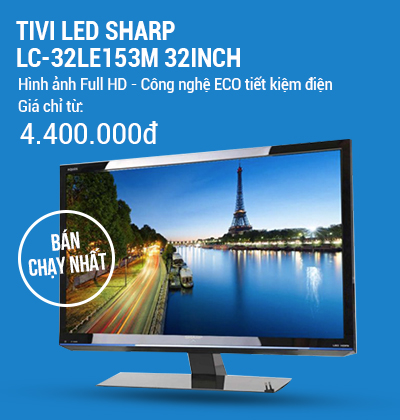 TIVI LED SHARP
LC-32LE153M 32INCH
Hình ảnh Full HD - Công nghệ ECO tiết kiệm điện
Giá chỉ từ:
4.400.000đ
BÁN
CHẠY NHẤT